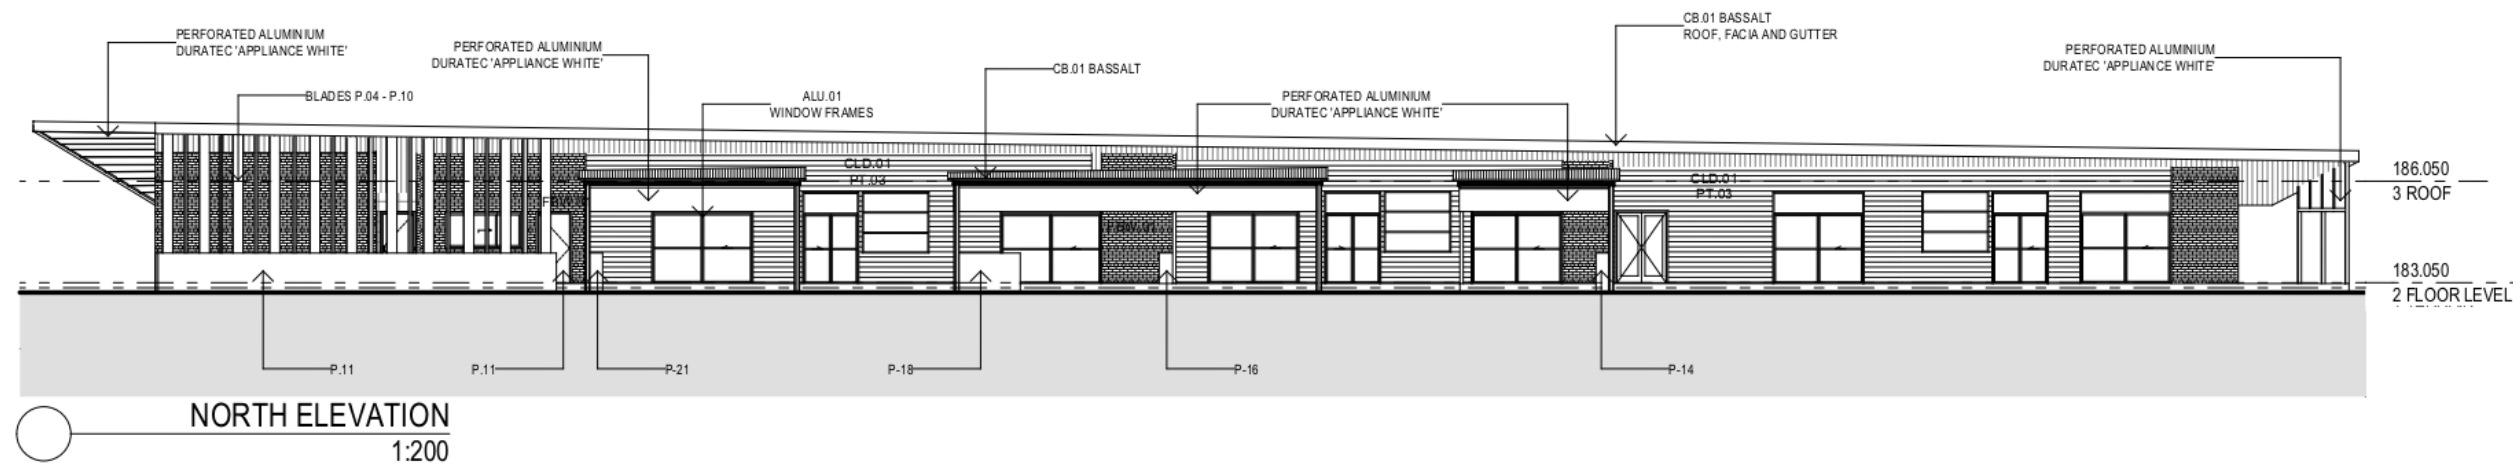 CB.01 BASSALT
ROOF, FACIA AND GUTTER
PERFORATED ALUMINIUM
DURATEC 'APPLIANCE WHITE'
PERFORATED ALUMINIUM
DURATEC 'APPLIANCE WHITE'
PERFORATED ALUMINIUM
DURATEC 'APPLIANCE WHITE'
CB.01 BASSALT
BLADES P.04 - P.10
ALU.01
WINDOW FRAMES
PERFORATED ALUMINIUM
DURATEC 'APPLIANCE WHITE'
CLD.01
PT.03
CLD.01
PT.03
186.050
3 ROOF
183.050
2 FLOOR LEVEL
P.11
P.11
P-21
P-18
P-16
P-14
NORTH ELEVATION
1:200